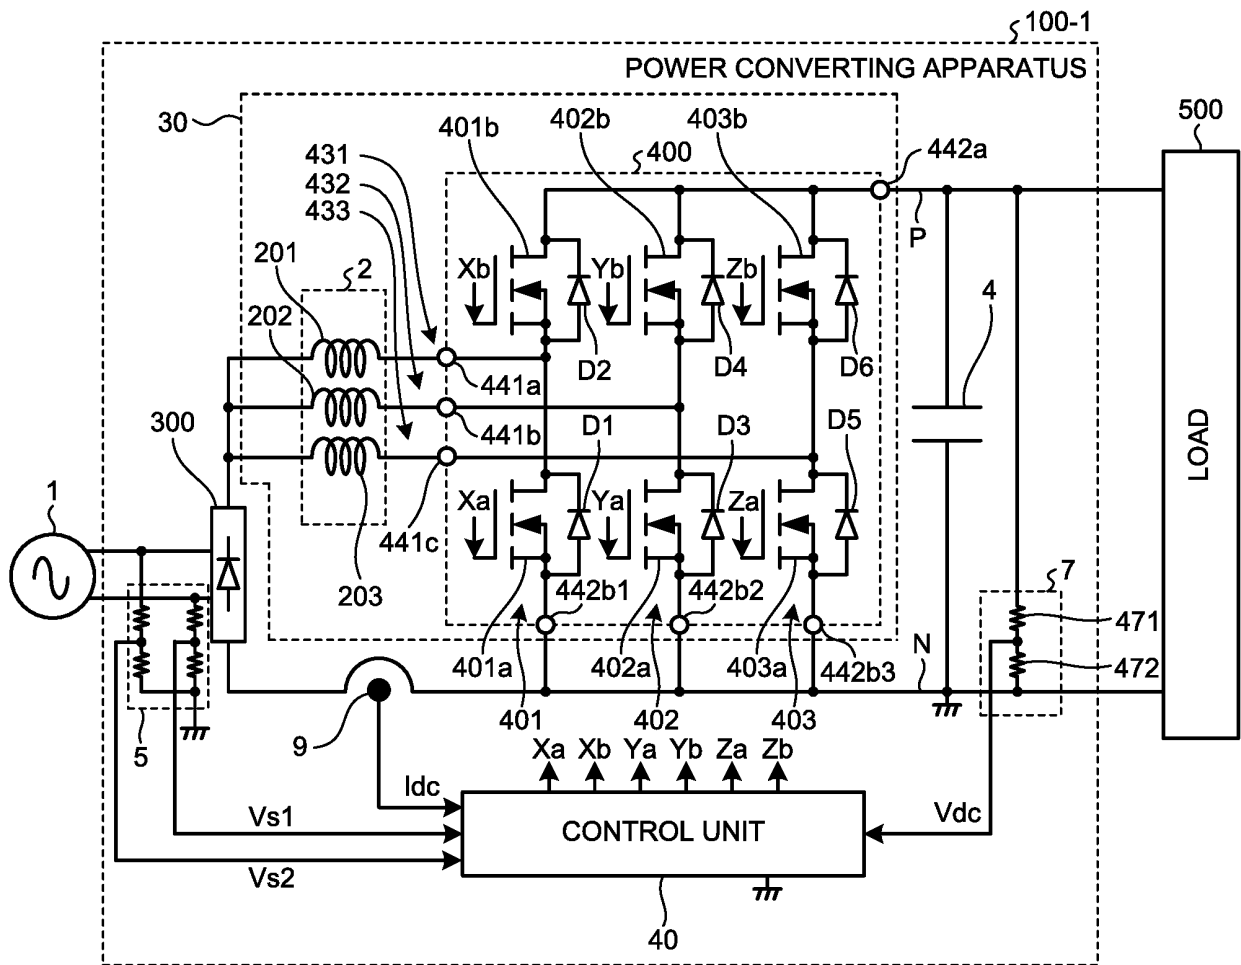 100-1
POWER CONVERTING APPARATUS
30
401b
402b
403b
500
400
442a
431
432
433
P
201
2
Xb
Yb
Zb
202
D2
D4
D6
4
441a
300
441b
D1
D3
D5
LOAD
1
Xa
Ya
Za
441c
203
442b1
442b2
7
471
401a
402a
403a
442b3
N
472
5
9
401
402
403
Xa
Xb
Ya
Yb
Za
Zb
Idc
Vs1
CONTROL UNIT
Vdc
Vs2
40